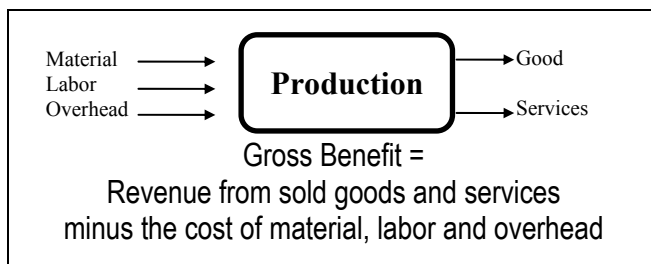 Material
Labor
Overhead
Production
Good
Services
Gross Benefit =
Revenue from sold goods and services
minus the cost of material, labor and overhead